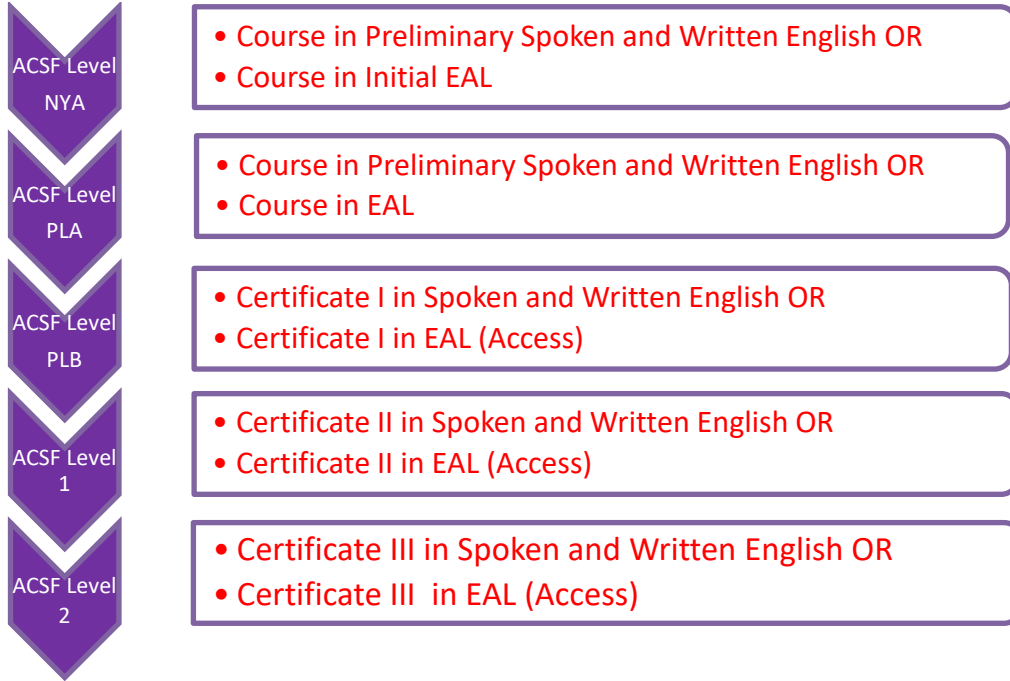 ACSF Level
NYA
• Course in Preliminary Spoken and Written English OR
• Course in Initial EAL
ACSF Level
PLA
• Course in Preliminary Spoken and Written English OR
• Course in EAL
ACSF Level
PLB
• Certificate I in Spoken and Written English OR
• Certificate I in EAL (Access)
ACSF Level
1
• Certificate II in Spoken and Written English OR
• Certificate II in EAL (Access)
ACSF Level
2
• Certificate III in Spoken and Written English OR
• Certificate III in EAL (Access)